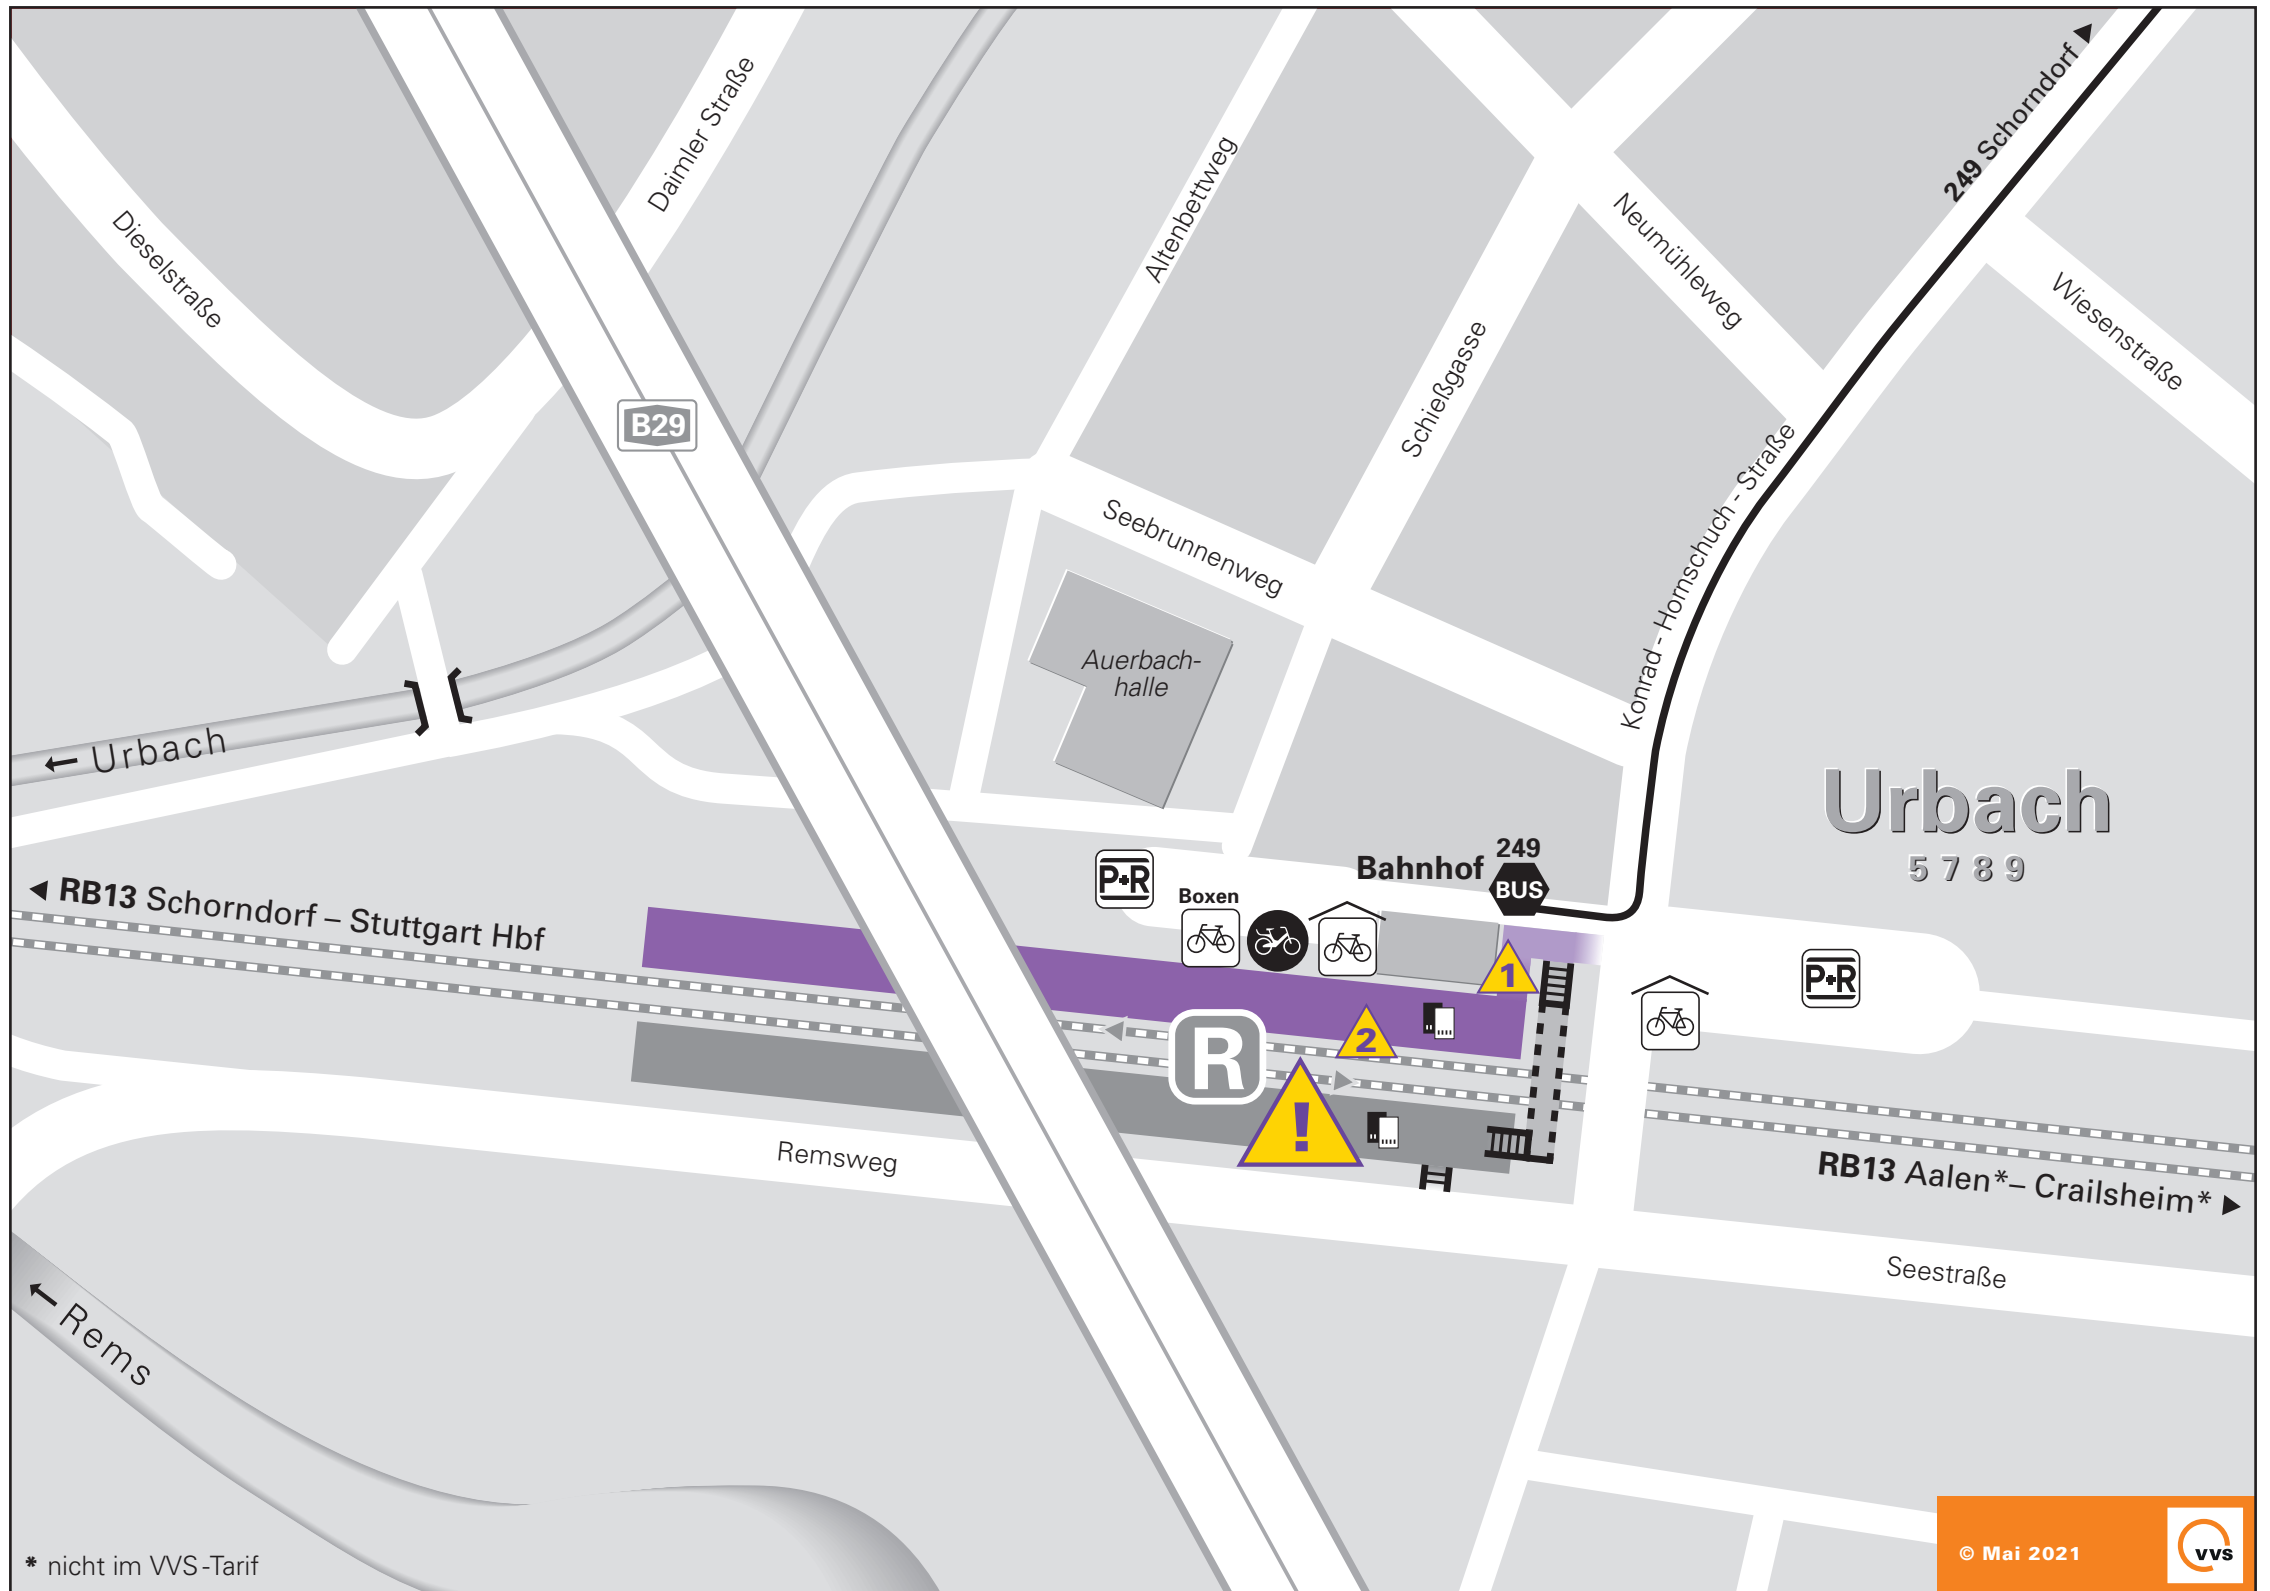 249 Schorndorf
Daimler Straße
Dieselstraße
Altenbettweg
Neumühleweg
Wiesenstraße
Schießgasse
B29
Konrad - Hornschuch - Straße
Seebrunnenweg
Auerbach-
halle
← Urbach
Urbach
5 7 8 9
249
Bahnhof
BUS
P+R
Boxen
RB13 Schorndorf – Stuttgart Hbf
1
P+R
2
R
!
Remsweg
RB13 Aalen*– Crailsheim*
Seestraße
← Rems
* nicht im VVS-Tarif
© Mai 2021
vvs